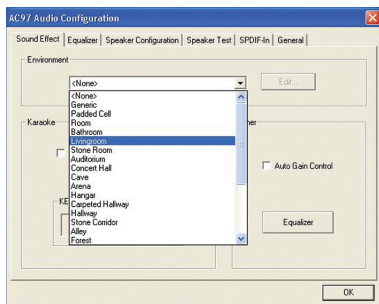 AC97 Audio Configuration
Sound Effect Equalizer Speaker Configuration Speaker Test SPDIF-In General
Environment
<None>
Edit...
<None>
Generic
Padded Cell
Room
Bathroom
Livingroom
Stone Room
Auditorium
Concert Hall
Cave
Arena
Hangar
Carpeted Hallway
Hallway
Stone Corridor
Alley
Forest
Karaoke
her
Auto Gain Control
KE
Equalizer
OK